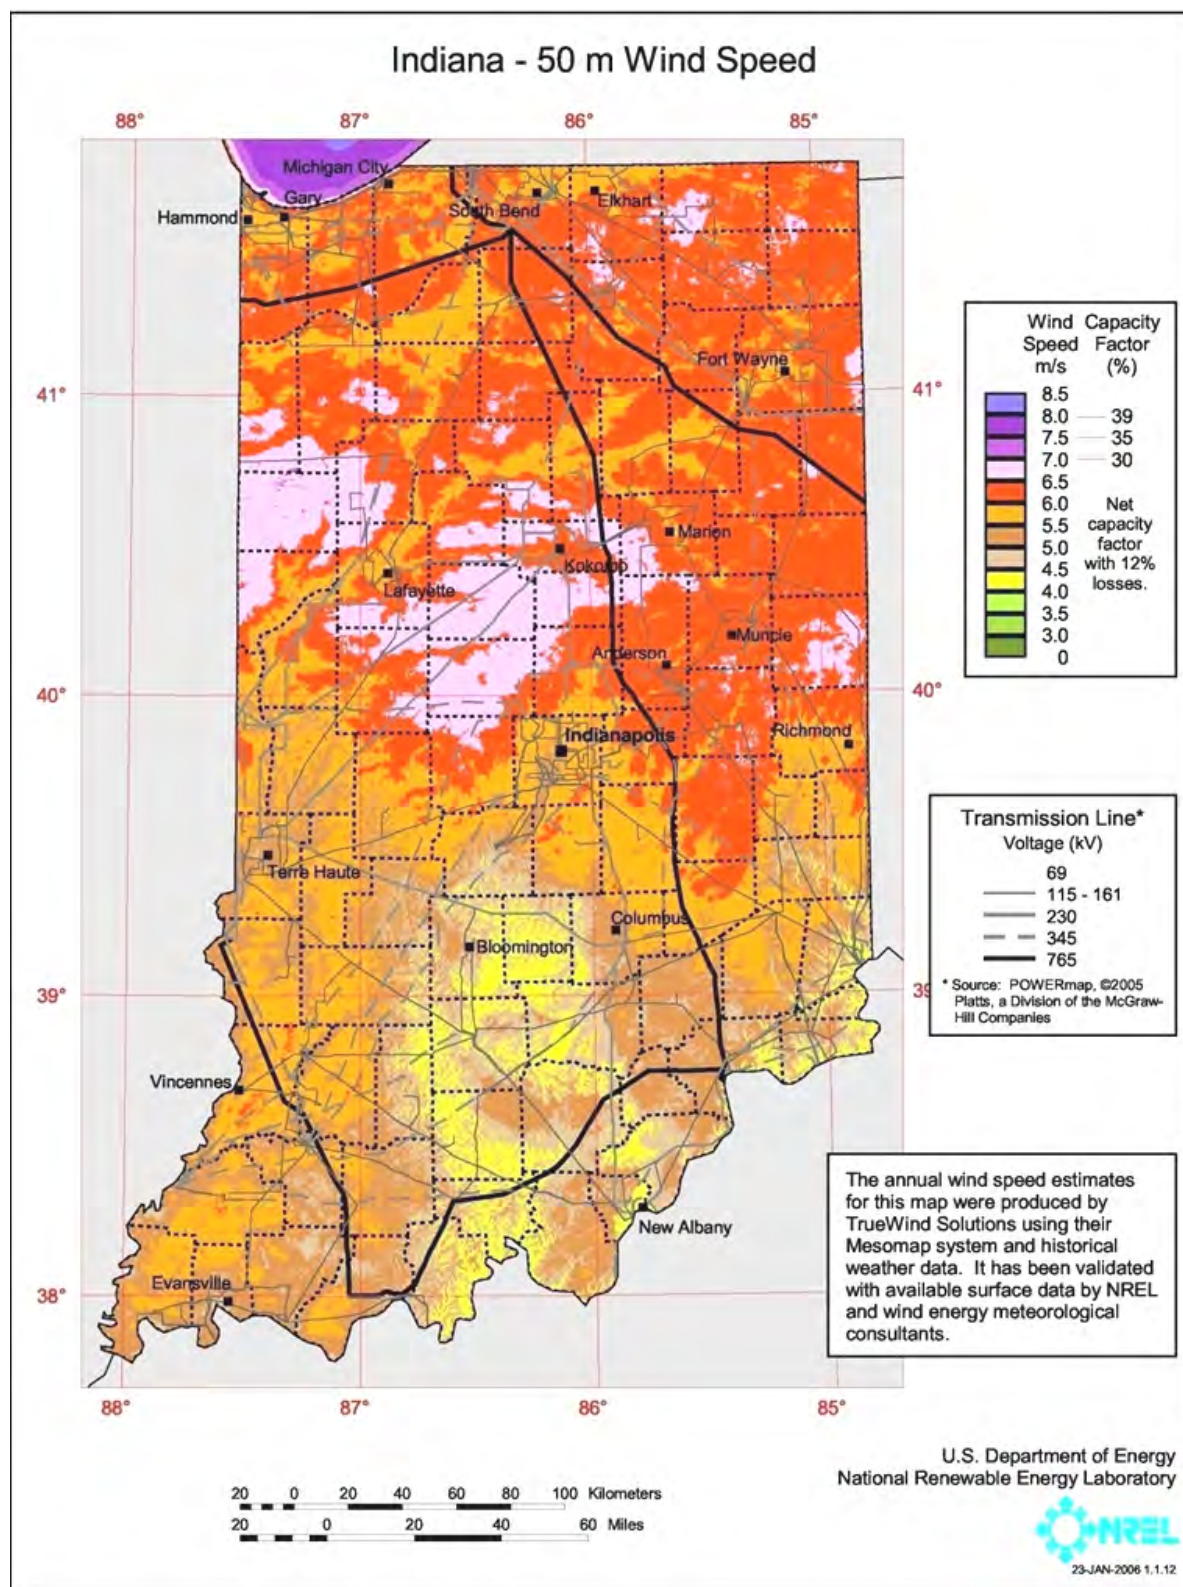 Indiana - 50 m Wind Speed
88° 87° 86° 85°
Michigan City
Gary
Hammond
South Bend
Elkhart
Fort Wayne
41° 41°
Marion
Kokomo
Lafayette
Muncie
Anderson
40° 40°
Richmond
Indianapolis
Terre Haute
Columbus
Bloomington
39° 39
Vincennes
New Albany
Evansville
38°
88° 87° 86° 85°
Wind Capacity
Speed Factor
m/s (%)
8.5
8.0 39
7.5 35
7.0 30
6.5
6.0
5.5
5.0
4.5
4.0
3.5
3.0
0
Net
capacity
factor
with 12%
losses.
Transmission Line*
Voltage (kV)
69
115 - 161
230
345
765
* Source: POWERmap, ©2005
Platts, a Division of the McGraw-
Hill Companies
The annual wind speed estimates
for this map were produced by
TrueWind Solutions using their
Mesomap system and historical
weather data. It has been validated
with available surface data by NREL
and wind energy meteorological
consultants.
U.S. Department of Energy
National Renewable Energy Laboratory
20 0 20 40 60 80 100 Kilometers
20 0 20 40 60 Miles
NREL
23-JAN-2006 1.1.12